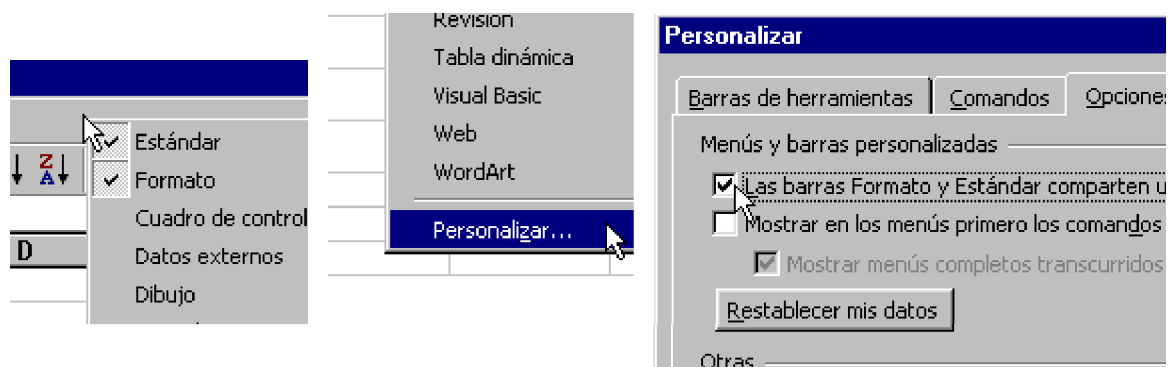 Z
A
D
Estándar
Formato
Cuadro de control
Datos externos
Dibujo
Revisión
Tabla dinámica
Visual Basic
Web
WordArt
Personalizar...
Personalizar
Barras de herramientas
Comandos
Opciones
Menús y barras personalizadas
Las barras Formato y Estándar comparten u
Mostrar en los menús primero los comandos
Mostrar menús completos transcurridos
Restablecer mis datos
Otras